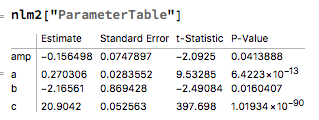 nlm2["ParameterTable"]
Estimate Standard Error t-Statistic P-Value
amp -0.156498 0.0747897 -2.0925 0.0413888
a 0.270306 0.0283552 9.53285 6.4223×10^-13
b -2.16561 0.869428 -2.49084 0.0160407
c 20.9042 0.052563 397.698 1.01934×10^-90